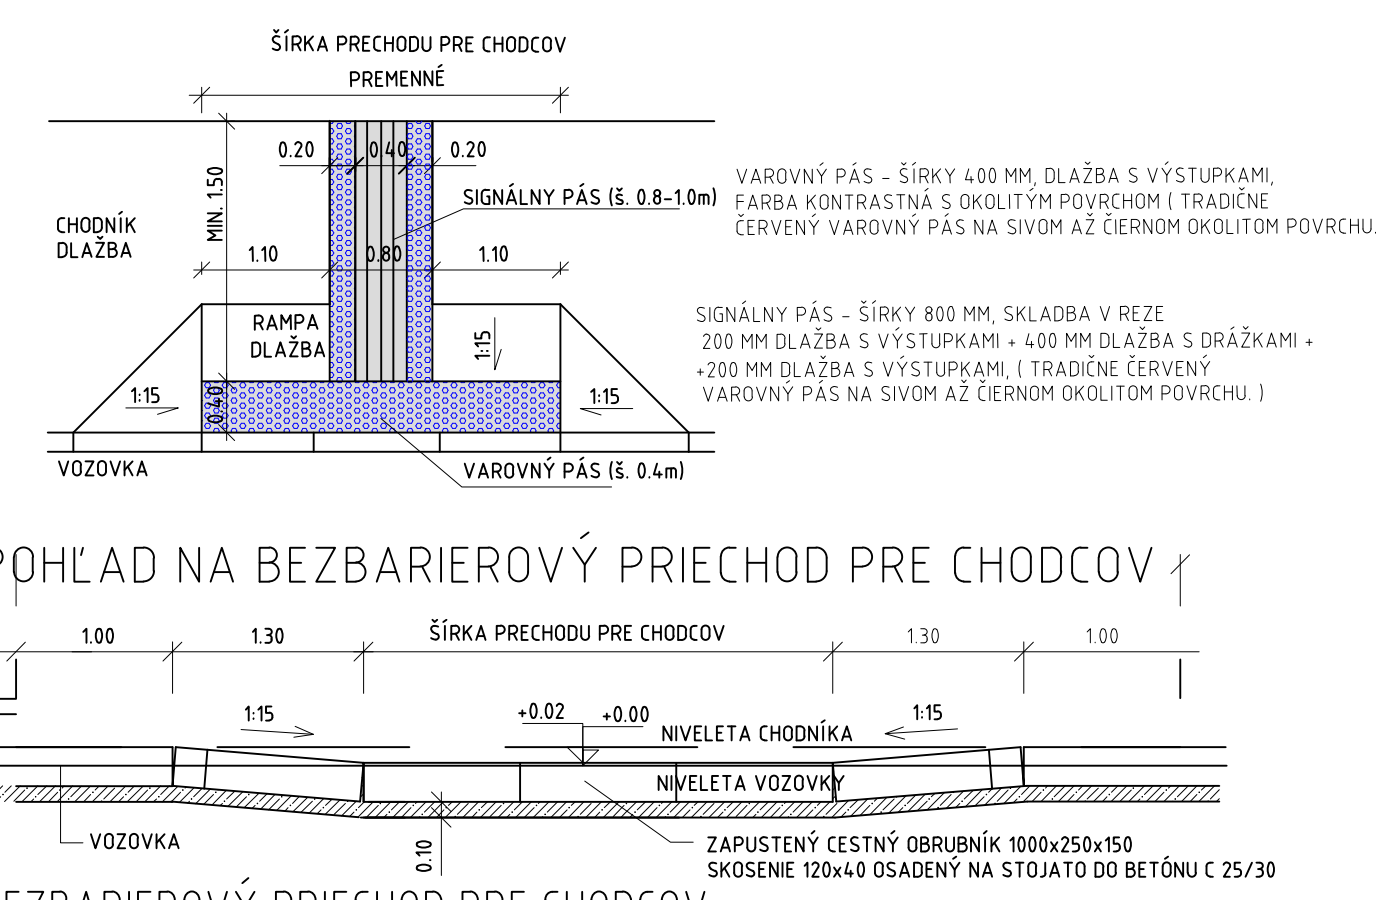 ŠÍRKA PRECHODU PRE CHODCOV
PREMENNÉ
0.20
0.40
0.20
MIN. 1.50
SIGNÁLNY PÁS (š. 0.8-1.0m)
CHODNÍK
DLAŽBA
1.10
0.80
1.10
RAMPA
DLAŽBA
1:15
1:15
0.40
1:15
VOZOVKA
VAROVNÝ PÁS (š. 0.4m)
VAROVNÝ PÁS - ŠÍRKY 400 MM, DLAŽBA S VÝSTUPKAMI,
FARBA KONTRASTNÁ S OKOLITÝM POVRCHOM ( TRADIČNE
ČERVENÝ VAROVNÝ PÁS NA SIVOM AŽ ČIERNOM OKOLITOM POVRCHU.
SIGNÁLNY PÁS - ŠÍRKY 800 MM, SKLADBA V REZE
200 MM DLAŽBA S VÝSTUPKAMI + 400 MM DLAŽBA S DRÁŽKAMI +
+200 MM DLAŽBA S VÝSTUPKAMI, ( TRADIČNE ČERVENÝ
VAROVNÝ PÁS NA SIVOM AŽ ČIERNOM OKOLITOM POVRCHU. )
POHĽAD NA BEZBARIEROVÝ PRIECHOD PRE CHODCOV
1.00
1.30
ŠÍRKA PRECHODU PRE CHODCOV
1.30
1.00
1:15
+0.02
+0.00
NIVELETA CHODNÍKA
1:15
NIVELETA VOZOVKY
VOZOVKA
0.10
ZAPUSTENÝ CESTNÝ OBRUBNÍK 1000x250x150
SKOSENIE 120x40 OSADENÝ NA STOJATO DO BETÓNU C 25/30
BEZBARIEROVÝ PRIECHOD PRE CHODCOV